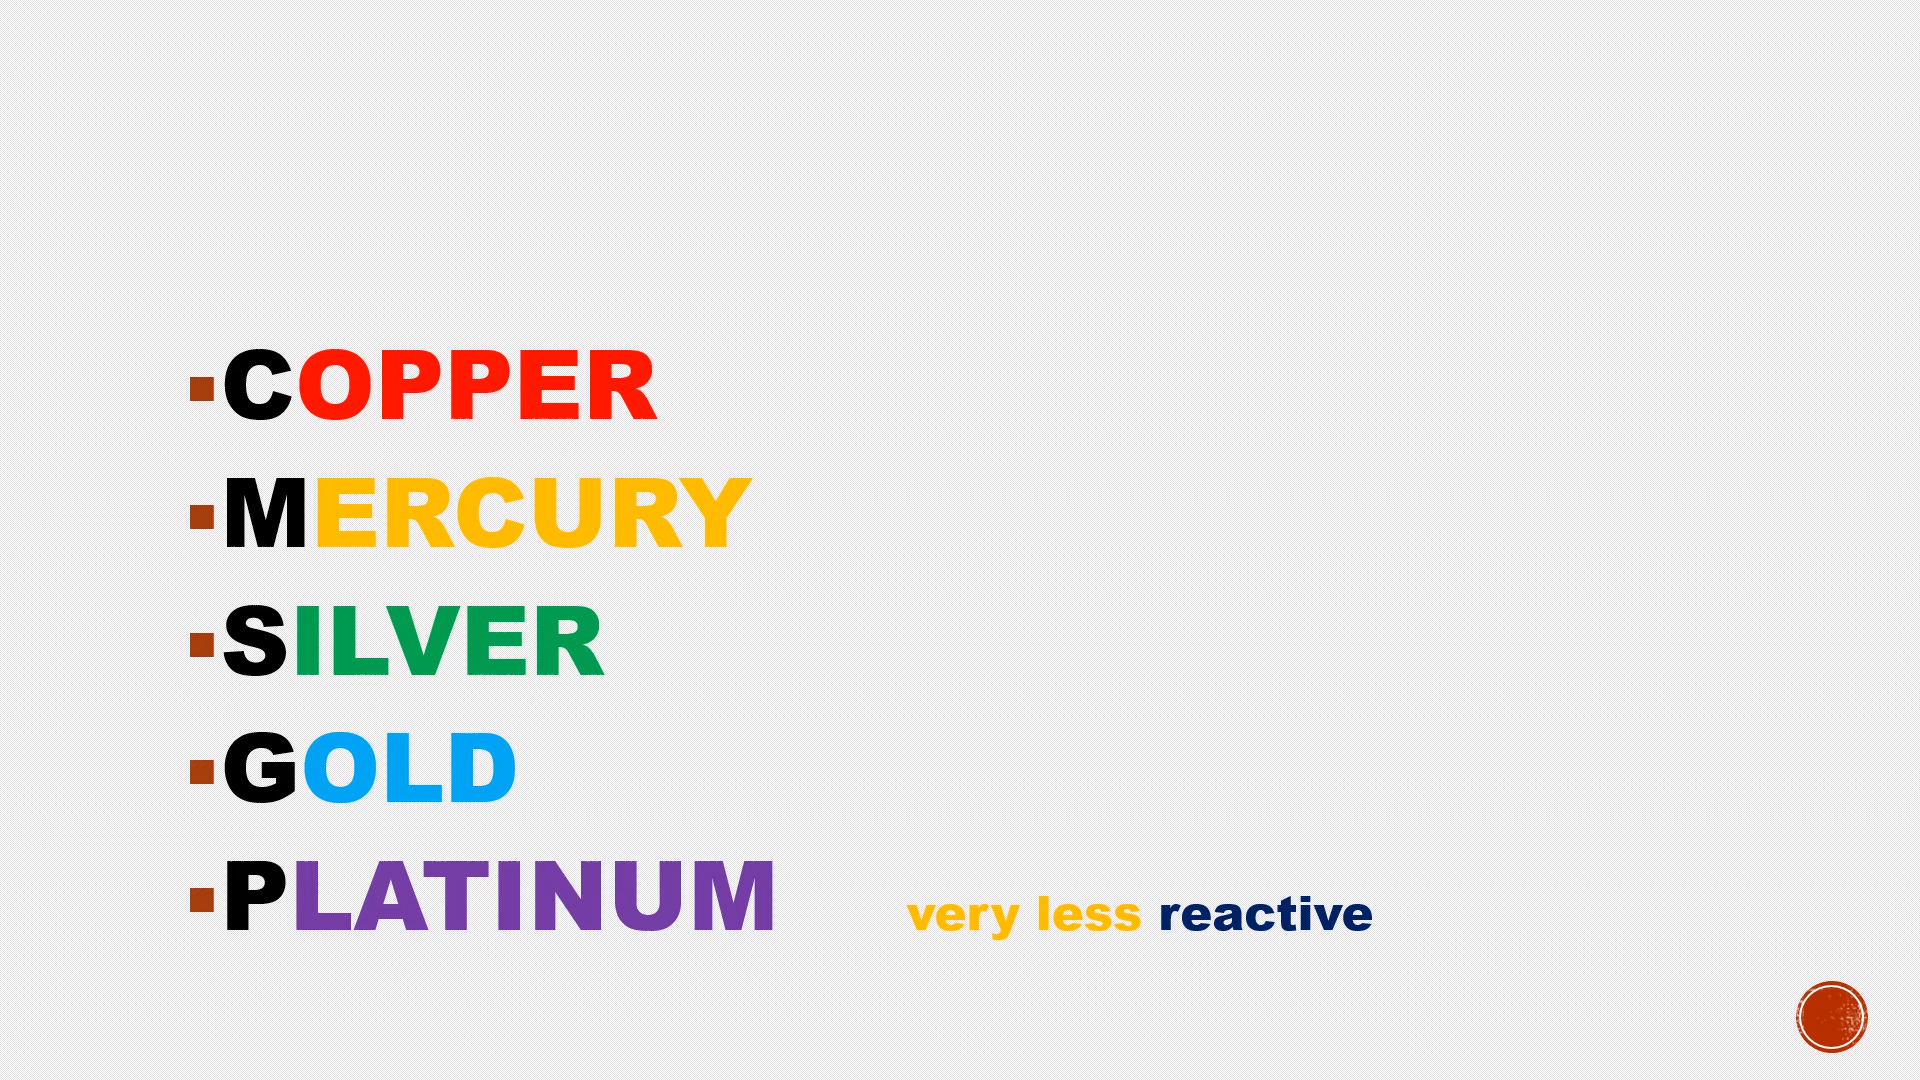 COPPER
MERCURY
SILVER
GOLD
PLATINUM very less reactive